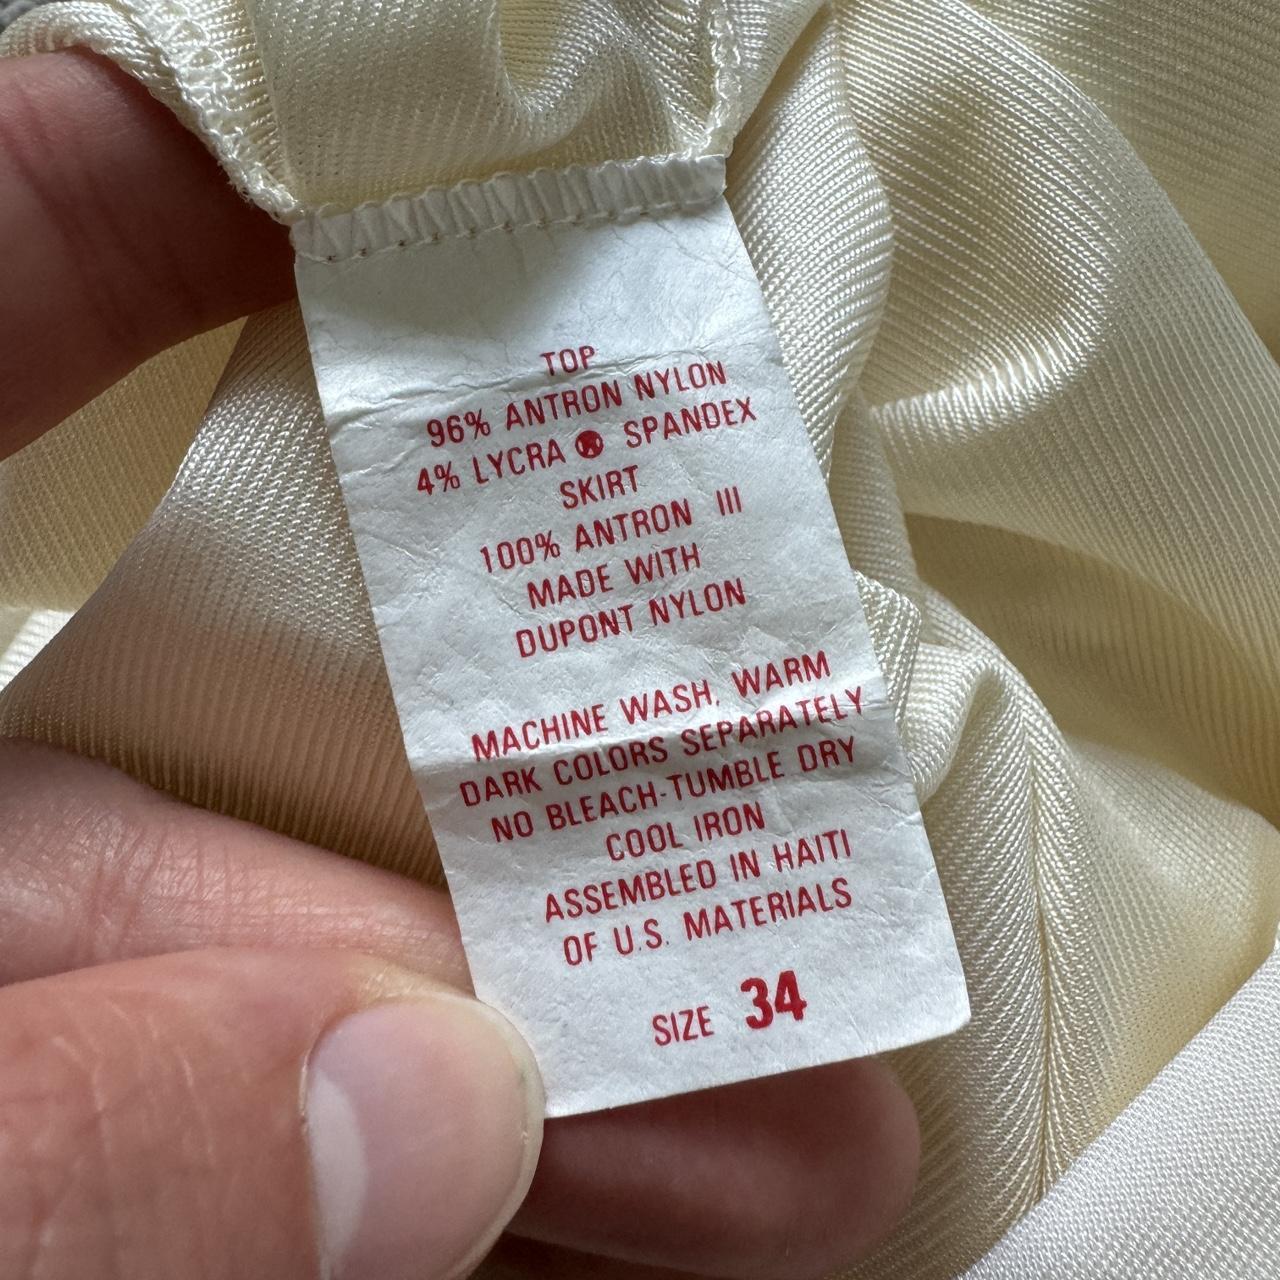 TOP
96% ANTRON NYLON
4% LYCRA ® SPANDEX
SKIRT
100% ANTRON III
MADE WITH
DUPONT NYLON
MACHINE WASH, WARM
DARK COLORS SEPARATELY
NO BLEACH-TUMBLE DRY
COOL IRON
ASSEMBLED IN HAITI
OF U.S. MATERIALS
SIZE 34